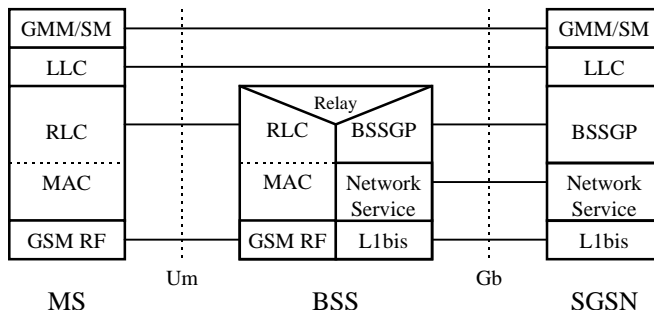 GMM/SM
GMM/SM
LLC
LLC
Relay
RLC
RLC
BSSGP
BSSGP
MAC
MAC
Network
Service
Network
Service
GSM RF
GSM RF
L1bis
L1bis
Um
Gb
MS
BSS
SGSN